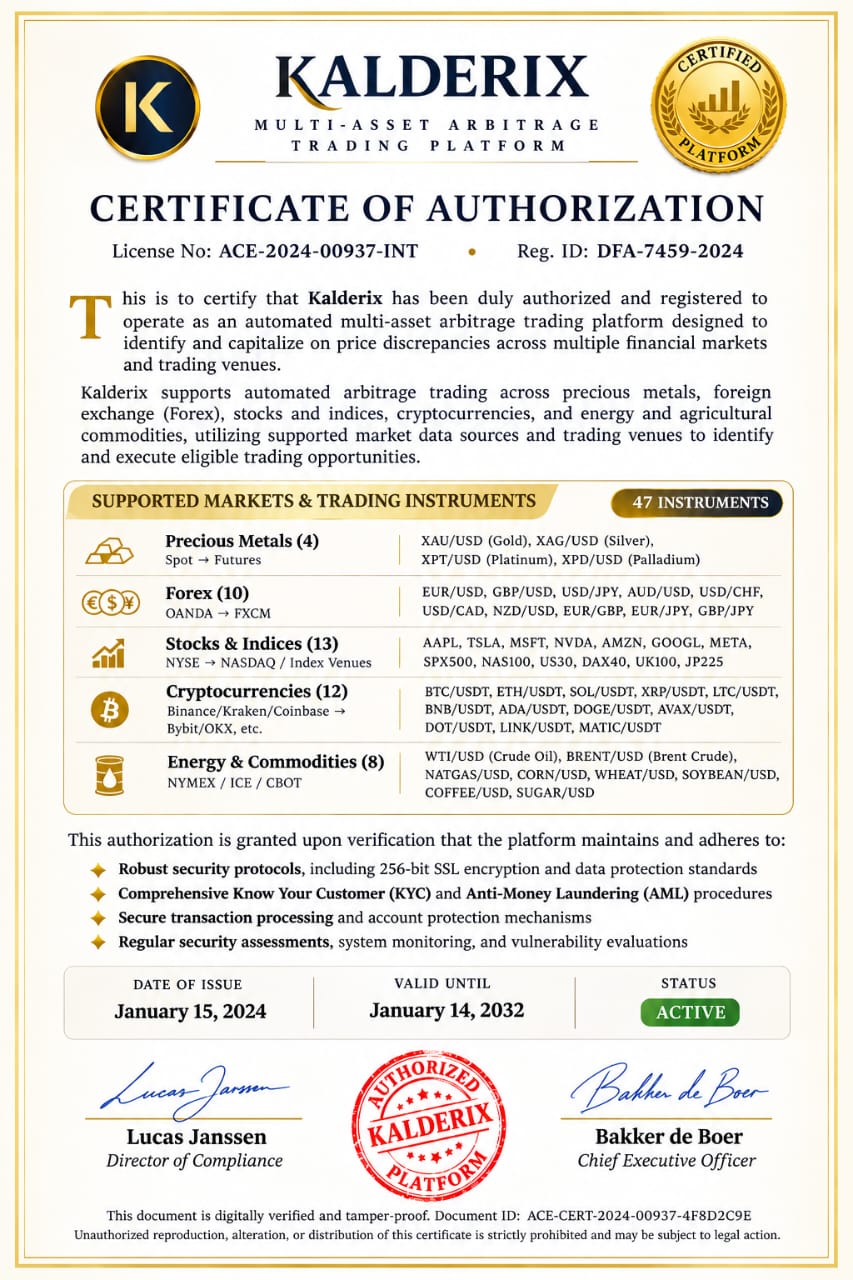 K
KALDERIX
MULTI-ASSET ARBITRAGE
TRADING PLATFORM
CERTIFIED
PLATFORM
CERTIFICATE OF AUTHORIZATION
License No: ACE-2024-00937-INT • Reg. ID: DFA-7459-2024
This is to certify that Kalderix has been duly authorized and registered to
operate as an automated multi-asset arbitrage trading platform designed to
identify and capitalize on price discrepancies across multiple financial markets
and trading venues.
Kalderix supports automated arbitrage trading across precious metals, foreign
exchange (Forex), stocks and indices, cryptocurrencies, and energy and agricultural
commodities, utilizing supported market data sources and trading venues to identify
and execute eligible trading opportunities.
SUPPORTED MARKETS & TRADING INSTRUMENTS
47 INSTRUMENTS
Precious Metals (4)
Spot → Futures
XAU/USD (Gold), XAG/USD (Silver),
XPT/USD (Platinum), XPD/USD (Palladium)
€$¥
Forex (10)
OANDA → FXCM
EUR/USD, GBP/USD, USD/JPY, AUD/USD, USD/CHF,
USD/CAD, NZD/USD, EUR/GBP, EUR/JPY, GBP/JPY
Stocks & Indices (13)
NYSE → NASDAQ / Index Venues
AAPL, TSLA, MSFT, NVDA, AMZN, GOOGL, META,
SPX500, NAS100, US30, DAX40, UK100, JP225
₿
Cryptocurrencies (12)
Binance/Kraken/Coinbase →
Bybit/OKX, etc.
BTC/USDT, ETH/USDT, SOL/USDT, XRP/USDT, LTC/USDT,
BNB/USDT, ADA/USDT, DOGE/USDT, AVAX/USDT,
DOT/USDT, LINK/USDT, MATIC/USDT
Energy & Commodities (8)
NYMEX / ICE / CBOT
WTI/USD (Crude Oil), BRENT/USD (Brent Crude),
NATGAS/USD, CORN/USD, WHEAT/USD, SOYBEAN/USD,
COFFEE/USD, SUGAR/USD
This authorization is granted upon verification that the platform maintains and adheres to:
Robust security protocols, including 256-bit SSL encryption and data protection standards
Comprehensive Know Your Customer (KYC) and Anti-Money Laundering (AML) procedures
Secure transaction processing and account protection mechanisms
Regular security assessments, system monitoring, and vulnerability evaluations
DATE OF ISSUE
January 15, 2024
VALID UNTIL
January 14, 2032
STATUS
ACTIVE
Lucas Janssen
Lucas Janssen
Director of Compliance
AUTHORIZED
KALDERIX
PLATFORM
Bakker de Boer
Bakker de Boer
Chief Executive Officer
This document is digitally verified and tamper-proof. Document ID: ACE-CERT-2024-00937-4F8D2C9E
Unauthorized reproduction, alteration, or distribution of this certificate is strictly prohibited and may be subject to legal action.